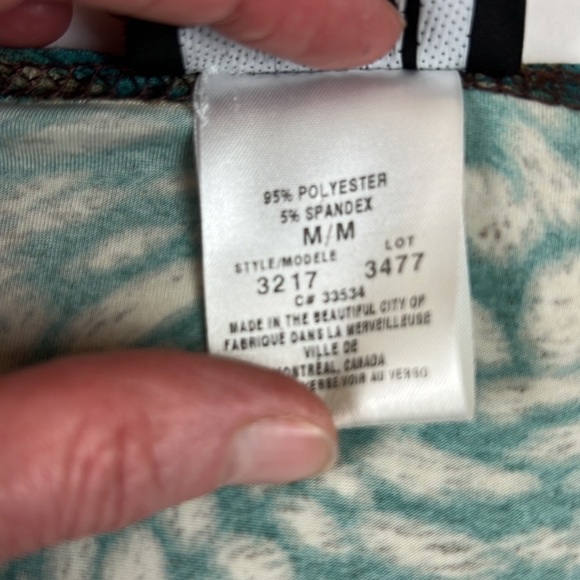 95% POLYESTER
5% SPANDEX
M/M
STYLE/MODELE LOT
3217 3477
C# 33534
MADE IN THE BEAUTIFUL CITY OF
FABRIQUE DANS LA MERVEILLEUSE
VILLE DE
MONTREAL, CANADA
VOIR AU VERSO